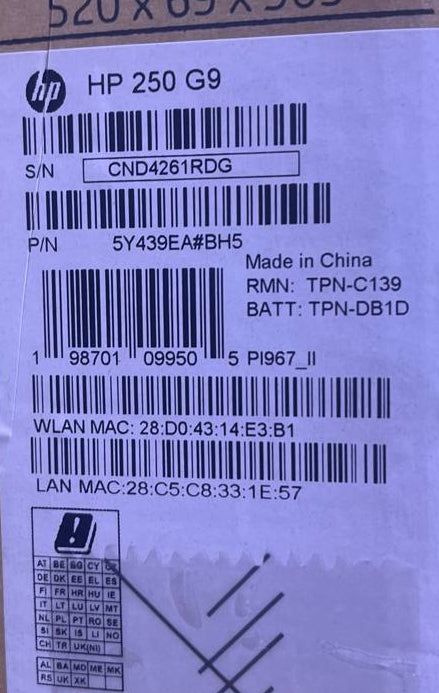 520 x 69 x
hp
HP 250 G9
S/N CND4261RDG
P/N 5Y439EA#BH5
Made in China
RMN: TPN-C139
BATT: TPN-DB1D
1 98701 09950 5 PI967_II
WLAN MAC: 28:D0:43:14:E3:B1
LAN MAC:28:C5:C8:33:1E:57
!
AT BE BG CY
DE DK EE EL ES
FI FR HR HU IE
IT LT LU LV MT
NL PL PT RO SE
SI SK IS LI NO
CH TR UK(NI)
AL BA MD ME MK
RS UK XK